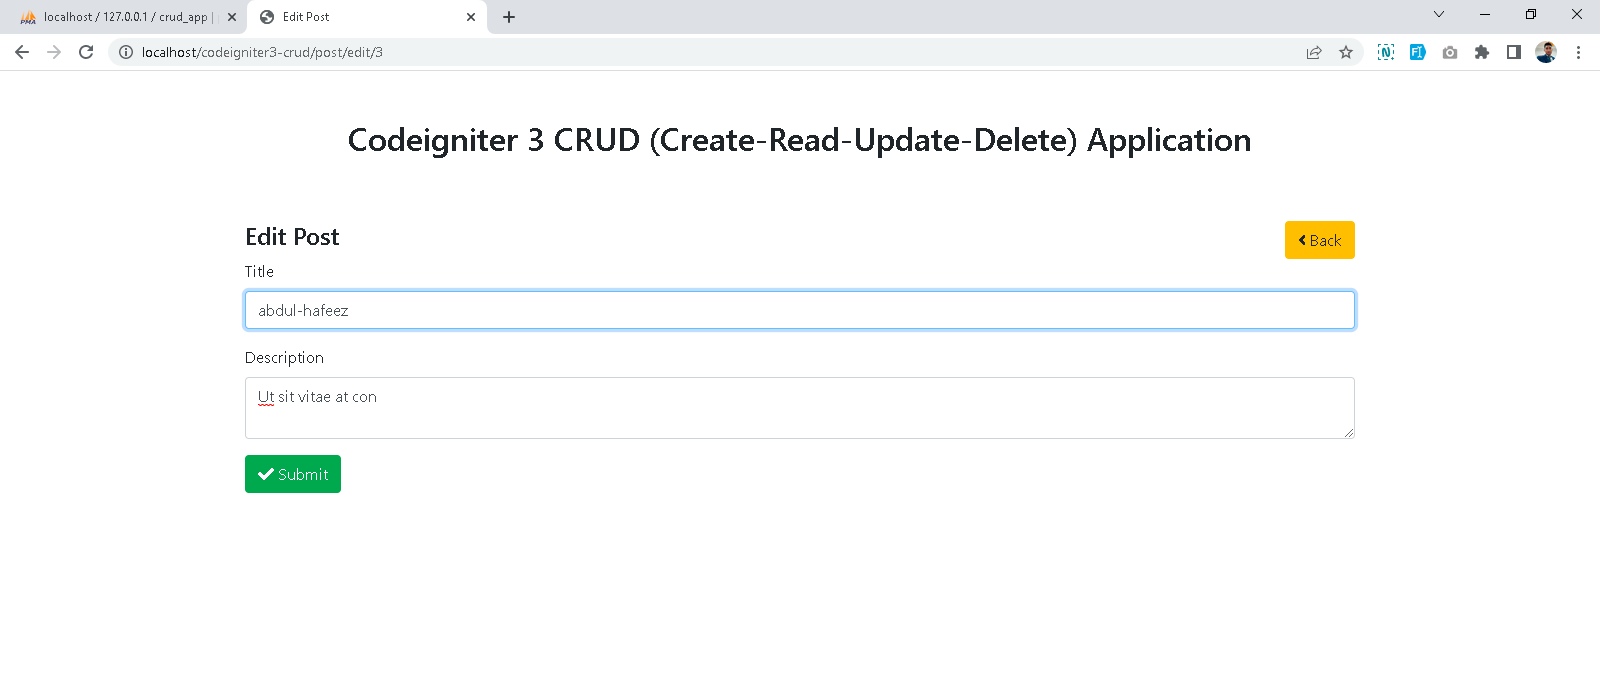 localhost / 127.0.0.1 / crud_app |
Edit Post
localhost/codeigniter3-crud/post/edit/3
Codeigniter 3 CRUD (Create-Read-Update-Delete) Application
Edit Post
Back
Title
abdul-hafeez
Description
Ut sit vitae at con
Submit